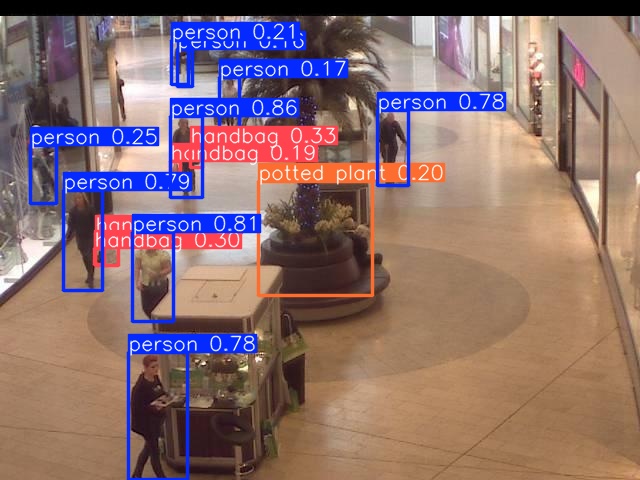 person 0.21
person 0.16
person 0.17
person 0.86
person 0.78
handbag 0.33
person 0.25
handbag 0.19
potted plant 0.20
person 0.79
person 0.81
handbag 0.30
person 0.78